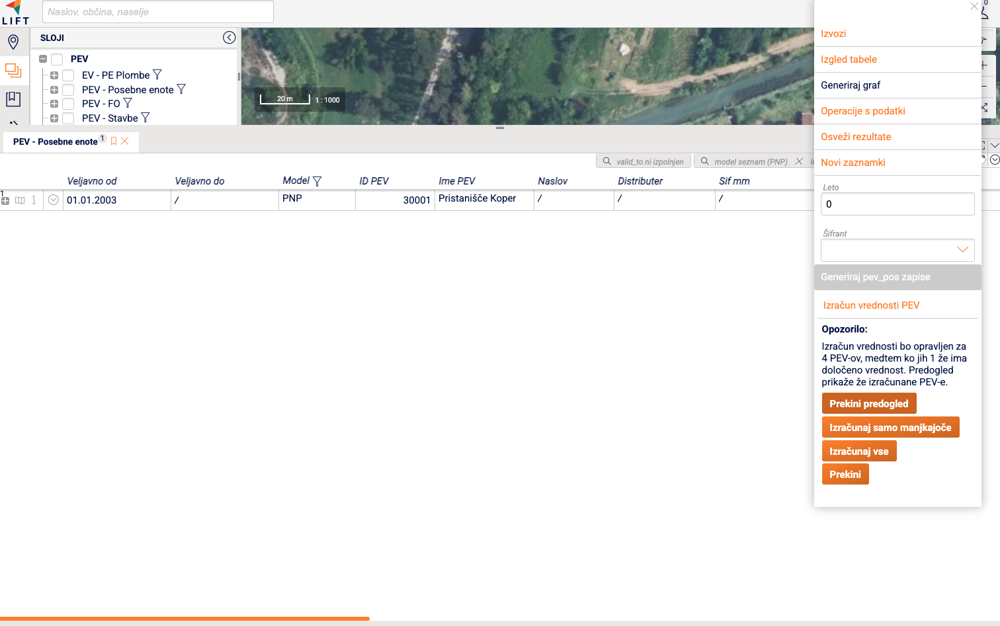 LIFT
Naslov, občina, naselje
0
SLOJI
PEV
EV - PE Plombe
PEV - Posebne enote
PEV - FO
PEV - Stavbe
20 m
1 : 1000
PEV - Posebne enote 1
valid_to ni izpolnjen
model seznam (PNP)
Veljavno od Veljavno do Model ID PEV Ime PEV Naslov Distributer Sif mm
1
01.01.2003 / PNP 30001 Pristanišče Koper / / /
Izvozi
Izgled tabele
Generiraj graf
Operacije s podatki
Osveži rezultate
Novi zaznamki
Leto
0
Šifrant
Generiraj pev_pos zapise
Izračun vrednosti PEV
Opozorilo:
Izračun vrednosti bo opravljen za
4 PEV-ov, medtem ko jih 1 že ima
določeno vrednost. Predogled
prikaže že izračunane PEV-e.
Prekini predogled
Izračunaj samo manjkajoče
Izračunaj vse
Prekini